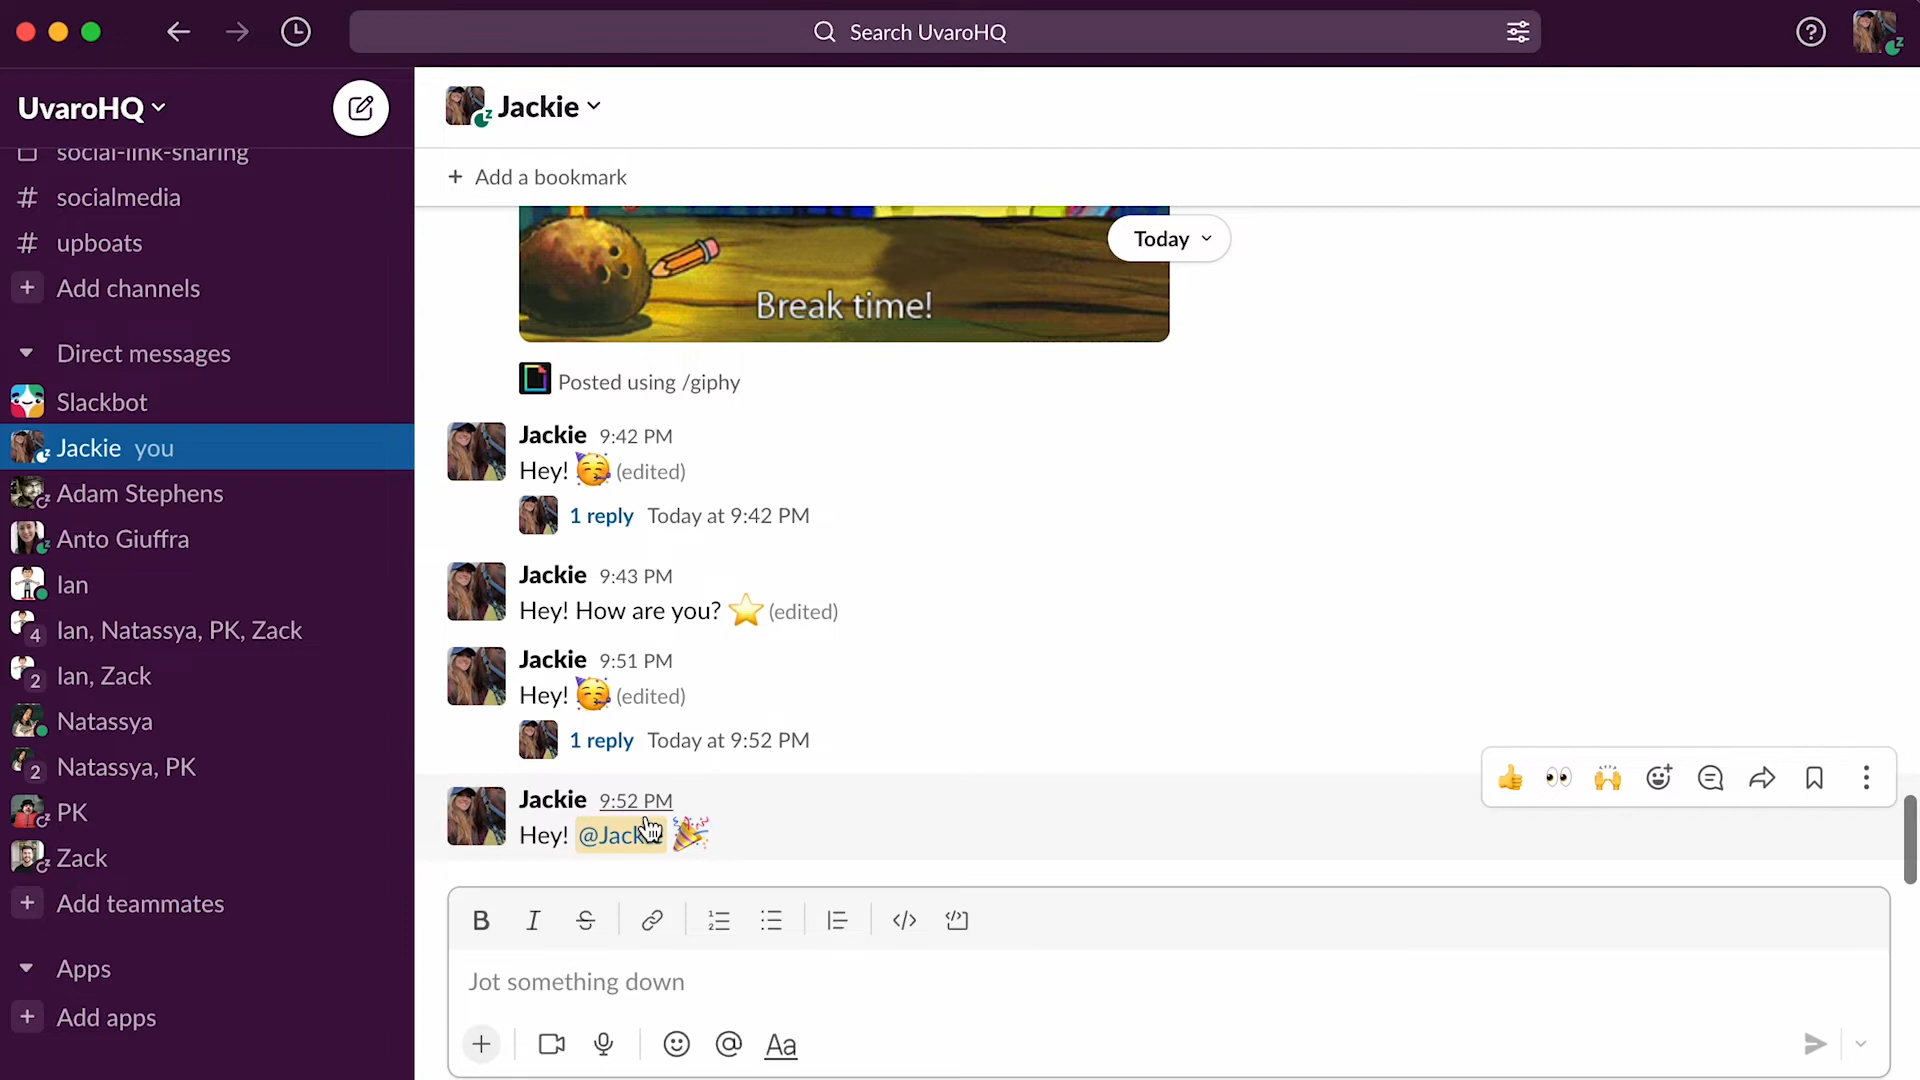 Search UvaroHQ
UvaroHQ
social-link-sharing
# socialmedia
# upboats
+ Add channels
Direct messages
Slackbot
Jackie you
Adam Stephens
Anto Giuffra
Ian
4 Ian, Natassya, PK, Zack
2 Ian, Zack
Natassya
2 Natassya, PK
PK
Zack
+ Add teammates
Apps
+ Add apps
Jackie
+ Add a bookmark
Today
Break time!
Posted using /giphy
Jackie 9:42 PM
Hey! 🥳 (edited)
1 reply Today at 9:42 PM
Jackie 9:43 PM
Hey! How are you? ⭐ (edited)
Jackie 9:51 PM
Hey! 🥳 (edited)
1 reply Today at 9:52 PM
Jackie 9:52 PM
Hey! 🎉
B I S
Jot something down
+ @ Aa